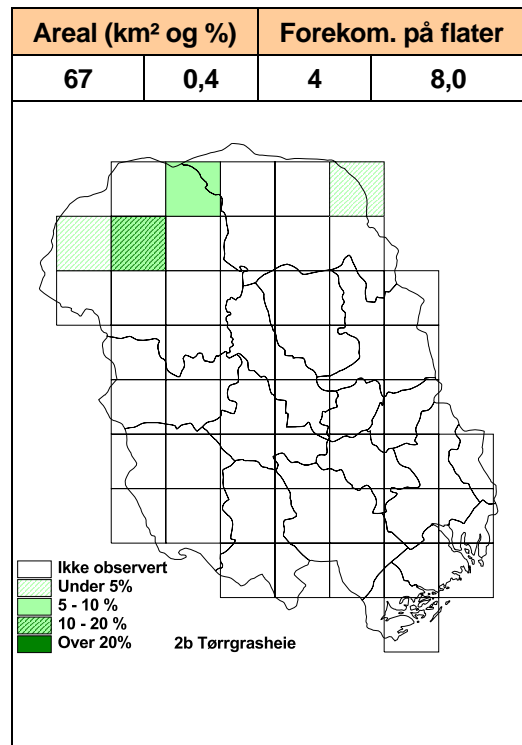 Areal (km² og %) Forekom. på flater
67 0,4 4 8,0
Ikke observert
Under 5%
5 - 10 %
10 - 20 %
Over 20% 2b Tørrgrasheie